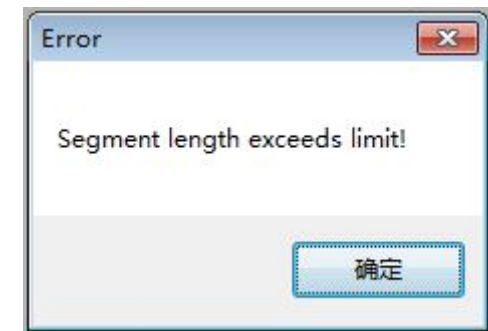 Error
Segment length exceeds limit!
确定